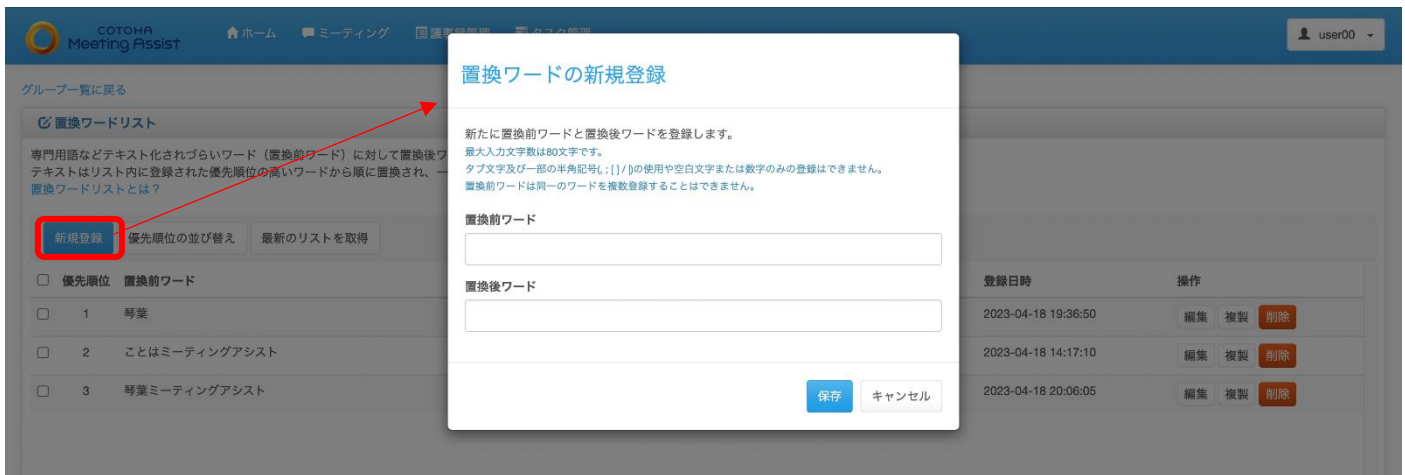 COTOHA
Meeting Assist
ホーム ミーティング 議事録管理 タスク管理
user00
グループ一覧に戻る
置換ワードリスト
専門用語などテキスト化されづらいワード(置換前ワード)に対して置換後ワ
テキストはリスト内に登録された優先順位の高いワードから順に置換され、一
置換ワードリストとは?
新規登録 優先順位の並び替え 最新のリストを取得
優先順位 置換前ワード 登録日時 操作
1 琴葉 2023-04-18 19:36:50 編集 複製 削除
2 ことはミーティングアシスト 2023-04-18 14:17:10 編集 複製 削除
3 琴葉ミーティングアシスト 2023-04-18 20:06:05 編集 複製 削除
置換ワードの新規登録
新たに置換前ワードと置換後ワードを登録します。
最大入力文字数は80文字です。
タブ文字及び一部の半角記号(, ; [ ] / |)の使用や空白文字または数字のみの登録はできません。
置換前ワードは同一のワードを複数登録することはできません。
置換前ワード
置換後ワード
保存 キャンセル